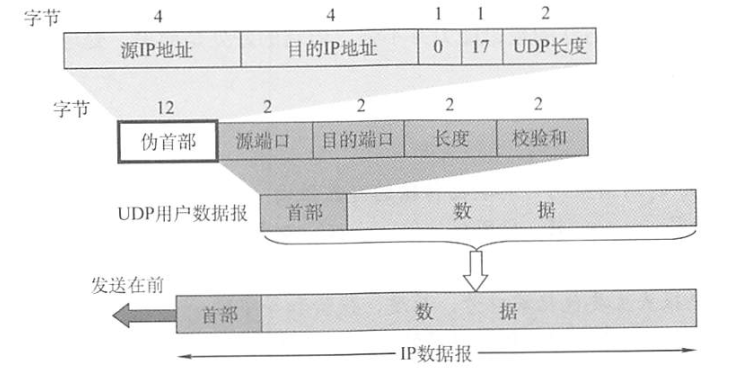 字节 4 4 1 1 2
源IP地址 目的IP地址 0 17 UDP长度
字节 12 2 2 2 2
伪首部 源端口 目的端口 长度 校验和
UDP用户数据报 首部 数 据
发送在前
首部 数 据
IP数据报